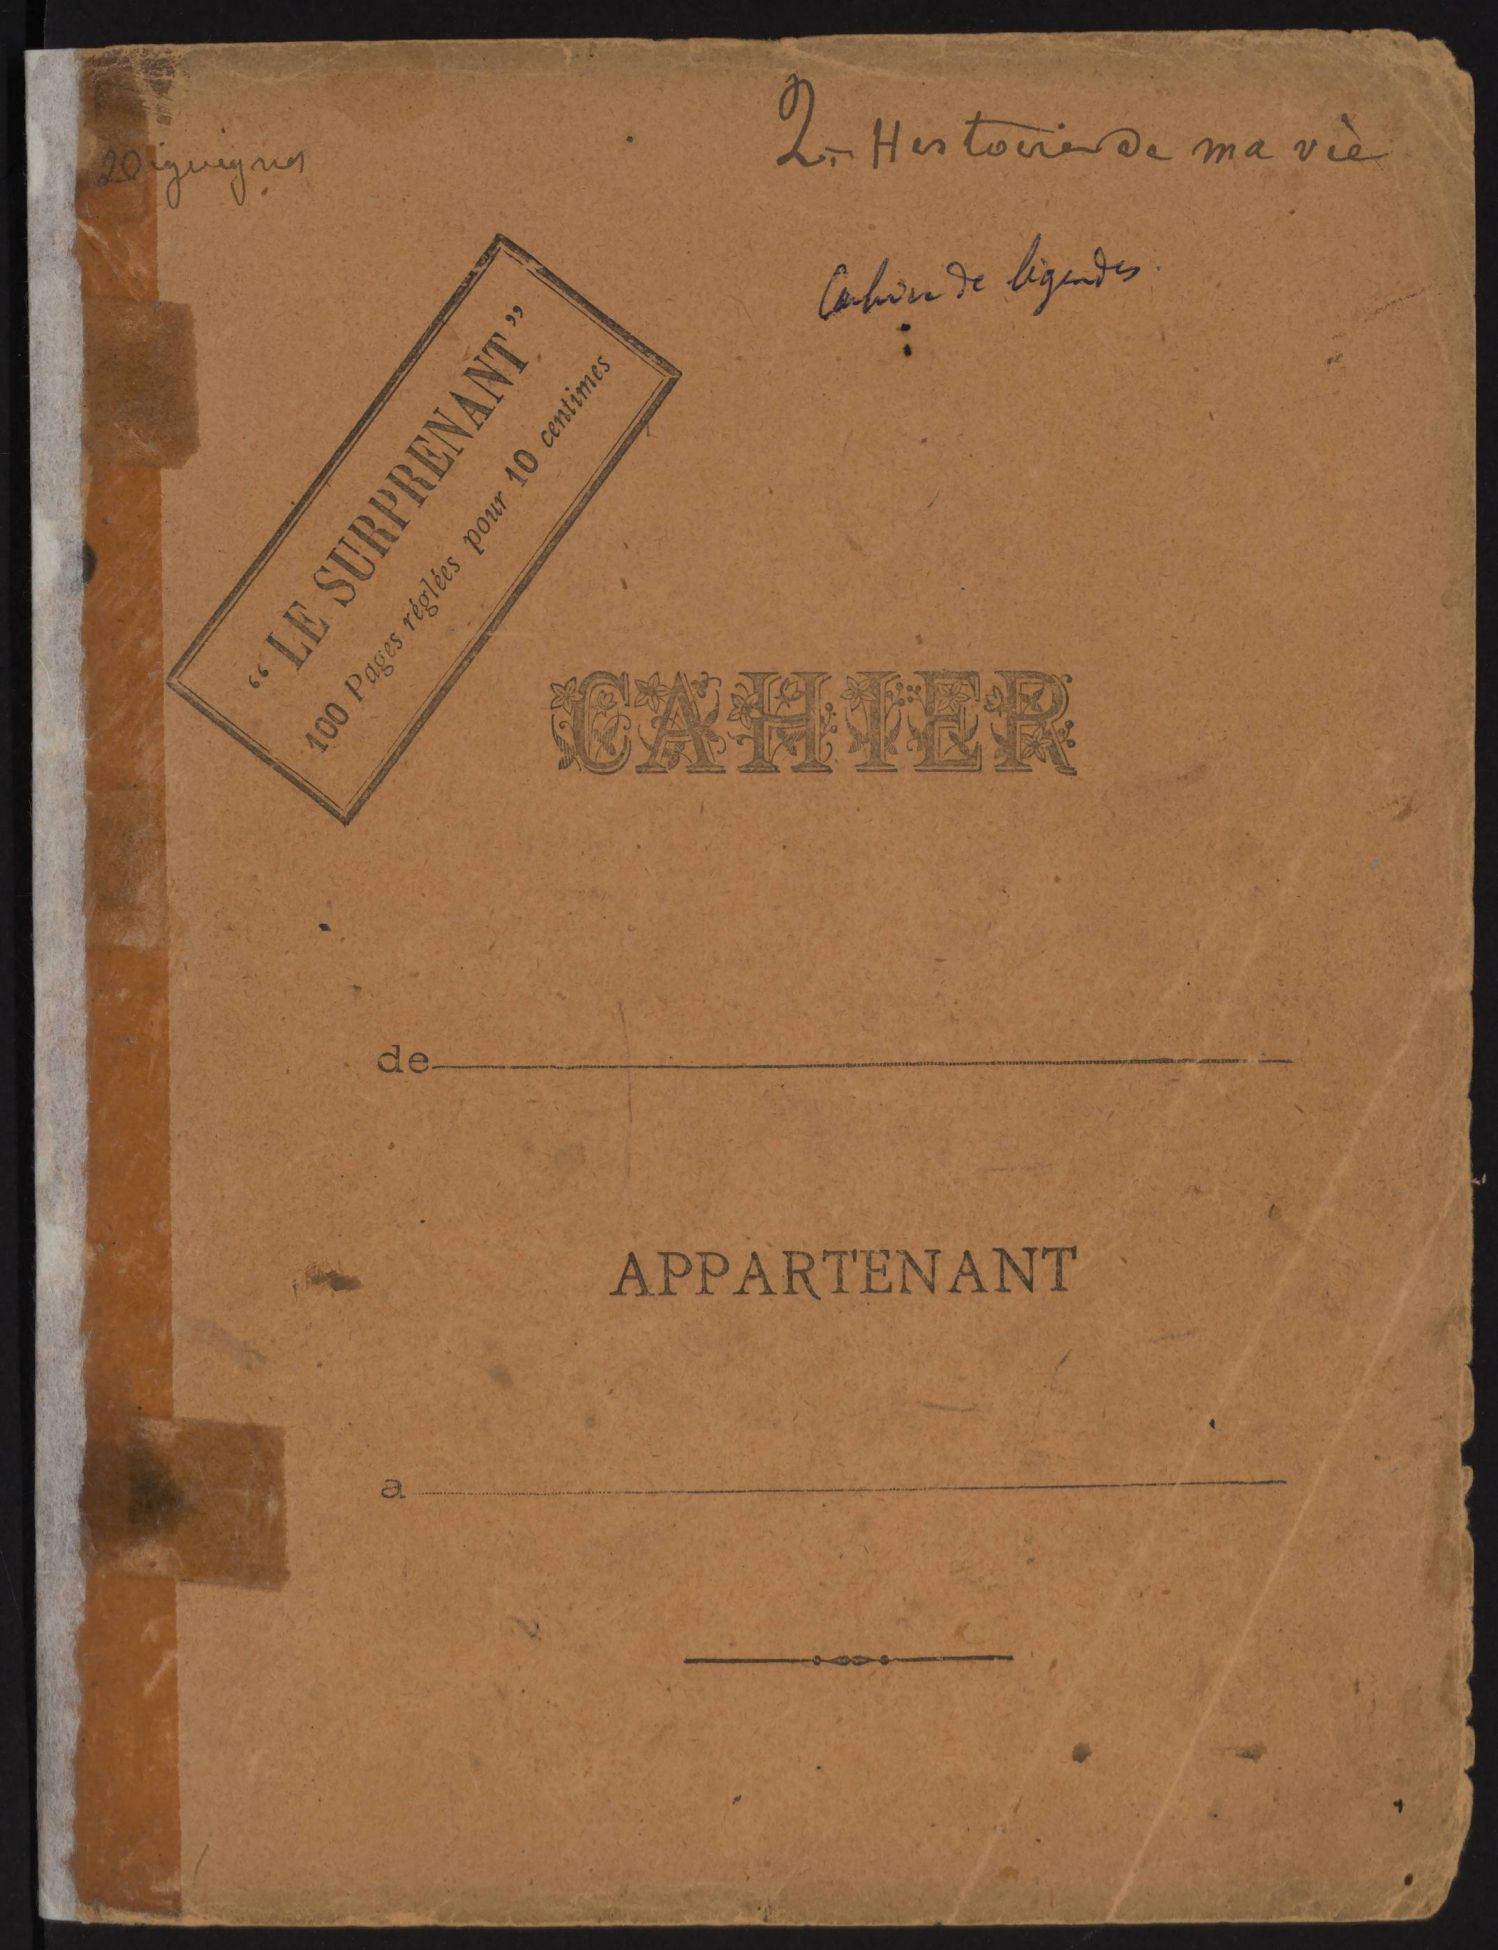 2 - Histoire de ma vie
Cahier de légendes
“ LE SURPRENANT ”
100 Pages réglées pour 10 centimes
CAHIER
de
APPARTENANT
a